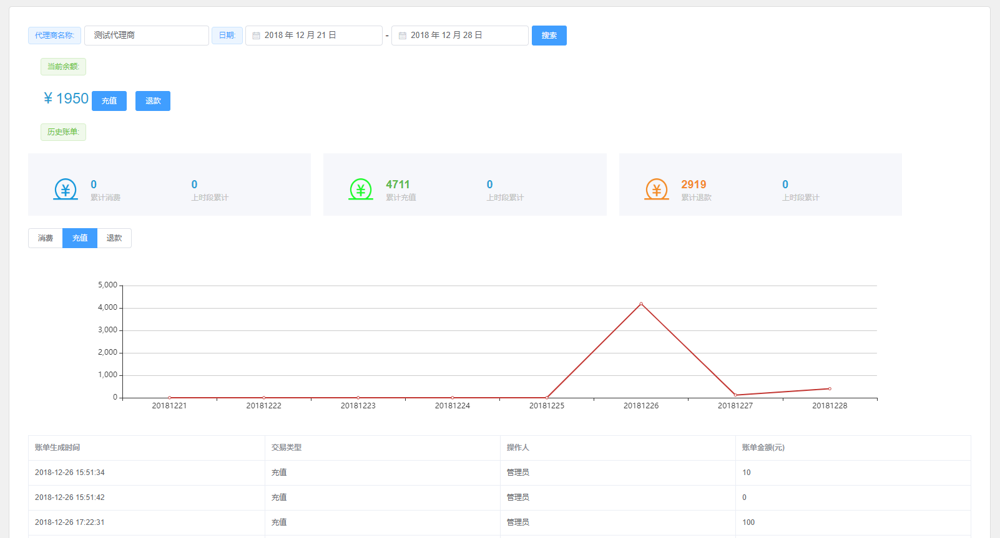 代理商名称: 测试代理商 日期: 2018 年 12 月 21 日 - 2018 年 12 月 28 日 搜索
当前余额:
¥ 1950 充值 退款
历史账单:
0 0 4711 0 2919 0
累计消费 上时段累计 累计充值 上时段累计 累计退款 上时段累计
消费 充值 退款
5,000
4,000
3,000
2,000
1,000
0
20181221 20181222 20181223 20181224 20181225 20181226 20181227 20181228
账单生成时间 交易类型 操作人 账单金额(元)
2018-12-26 15:51:34 充值 管理员 10
2018-12-26 15:51:42 充值 管理员 0
2018-12-26 17:22:31 充值 管理员 100